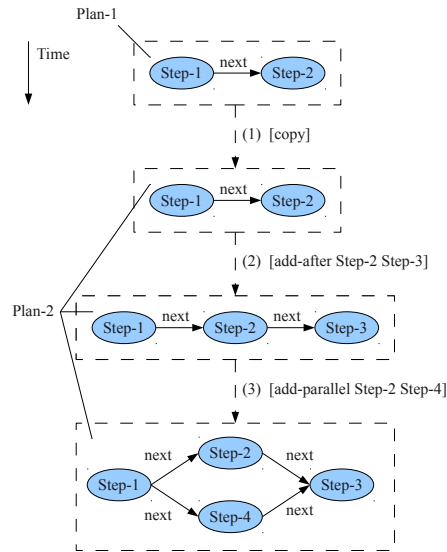 Plan-1
Time
Step-1 next Step-2
(1) [copy]
Step-1 next Step-2
(2) [add-after Step-2 Step-3]
Plan-2
Step-1 next Step-2 next Step-3
(3) [add-parallel Step-2 Step-4]
next Step-2 next
Step-1 Step-3
next Step-4 next